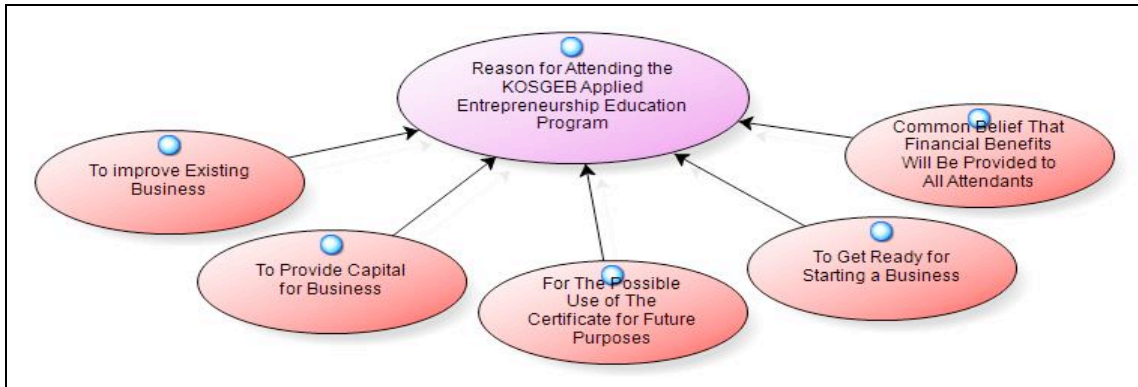 Reason for Attending the
KOSGEB Applied
Entrepreneurship Education
Program
To improve Existing
Business
To Provide Capital
for Business
For The Possible
Use of The
Certificate for Future
Purposes
To Get Ready for
Starting a Business
Common Belief That
Financial Benefits
Will Be Provided to
All Attendants